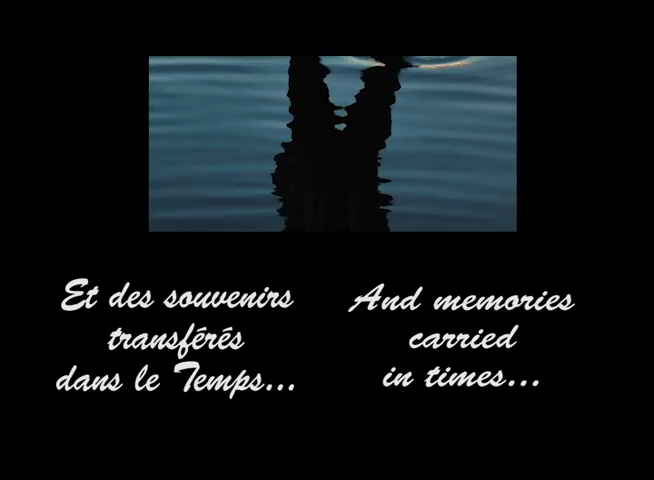 Et des souvenirs
transférés
dans le Temps...
And memories
carried
in times...